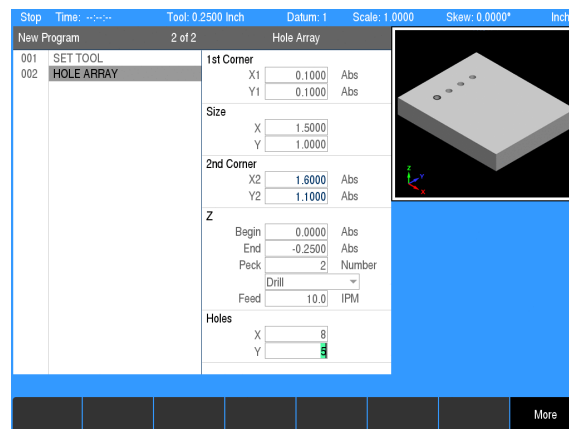 Stop Time: --:--:-- Tool: 0.2500 Inch Datum: 1 Scale: 1.0000 Skew: 0.0000° Inch
New Program 2 of 2 Hole Array
001 SET TOOL
002 HOLE ARRAY
1st Corner
X1 0.1000 Abs
Y1 0.1000 Abs
Size
X 1.5000
Y 1.0000
2nd Corner
X2 1.6000 Abs
Y2 1.1000 Abs
Z
Begin 0.0000 Abs
End -0.2500 Abs
Peck 2 Number
Drill
Feed 10.0 IPM
Holes
X 8
Y 5
Z
Y
X
More